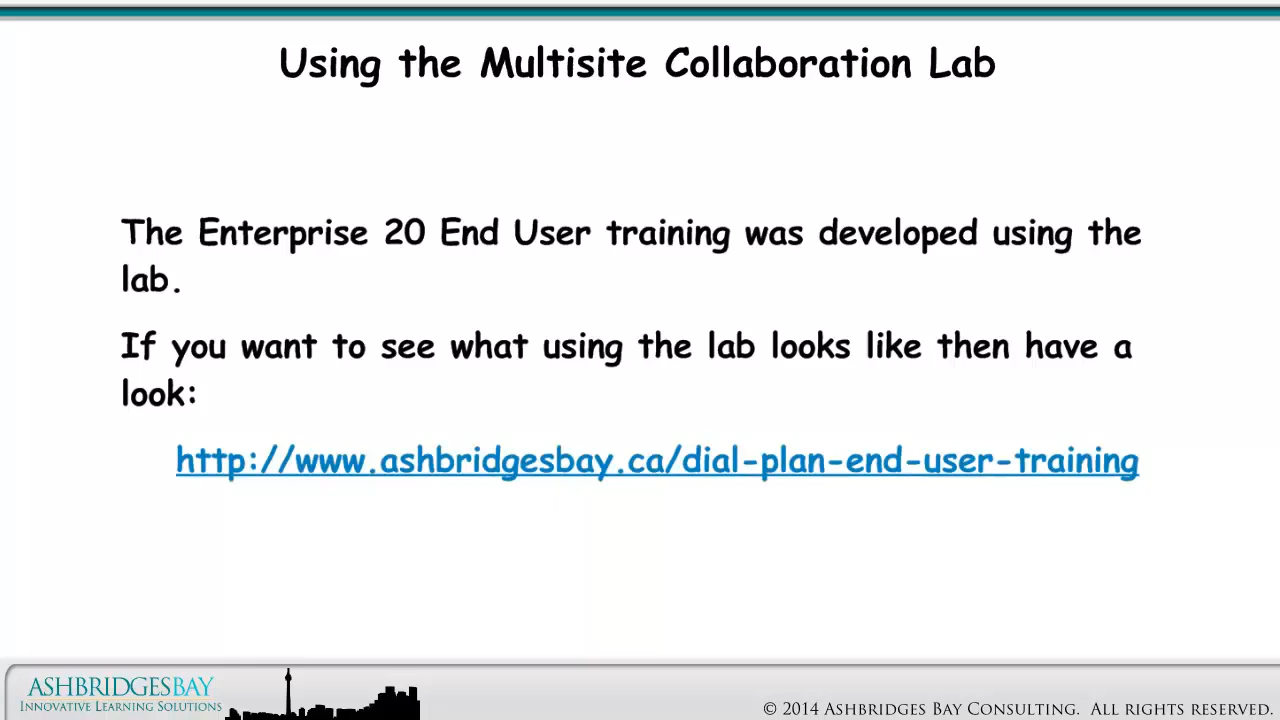 Using the Multisite Collaboration Lab
The Enterprise 20 End User training was developed using the
lab.
If you want to see what using the lab looks like then have a
look:
http://www.ashbridgesbay.ca/dial-plan-end-user-training
ASHBRIDGESBAY
INNOVATIVE LEARNING SOLUTIONS
© 2014 ASHBRIDGES BAY CONSULTING. ALL RIGHTS RESERVED.